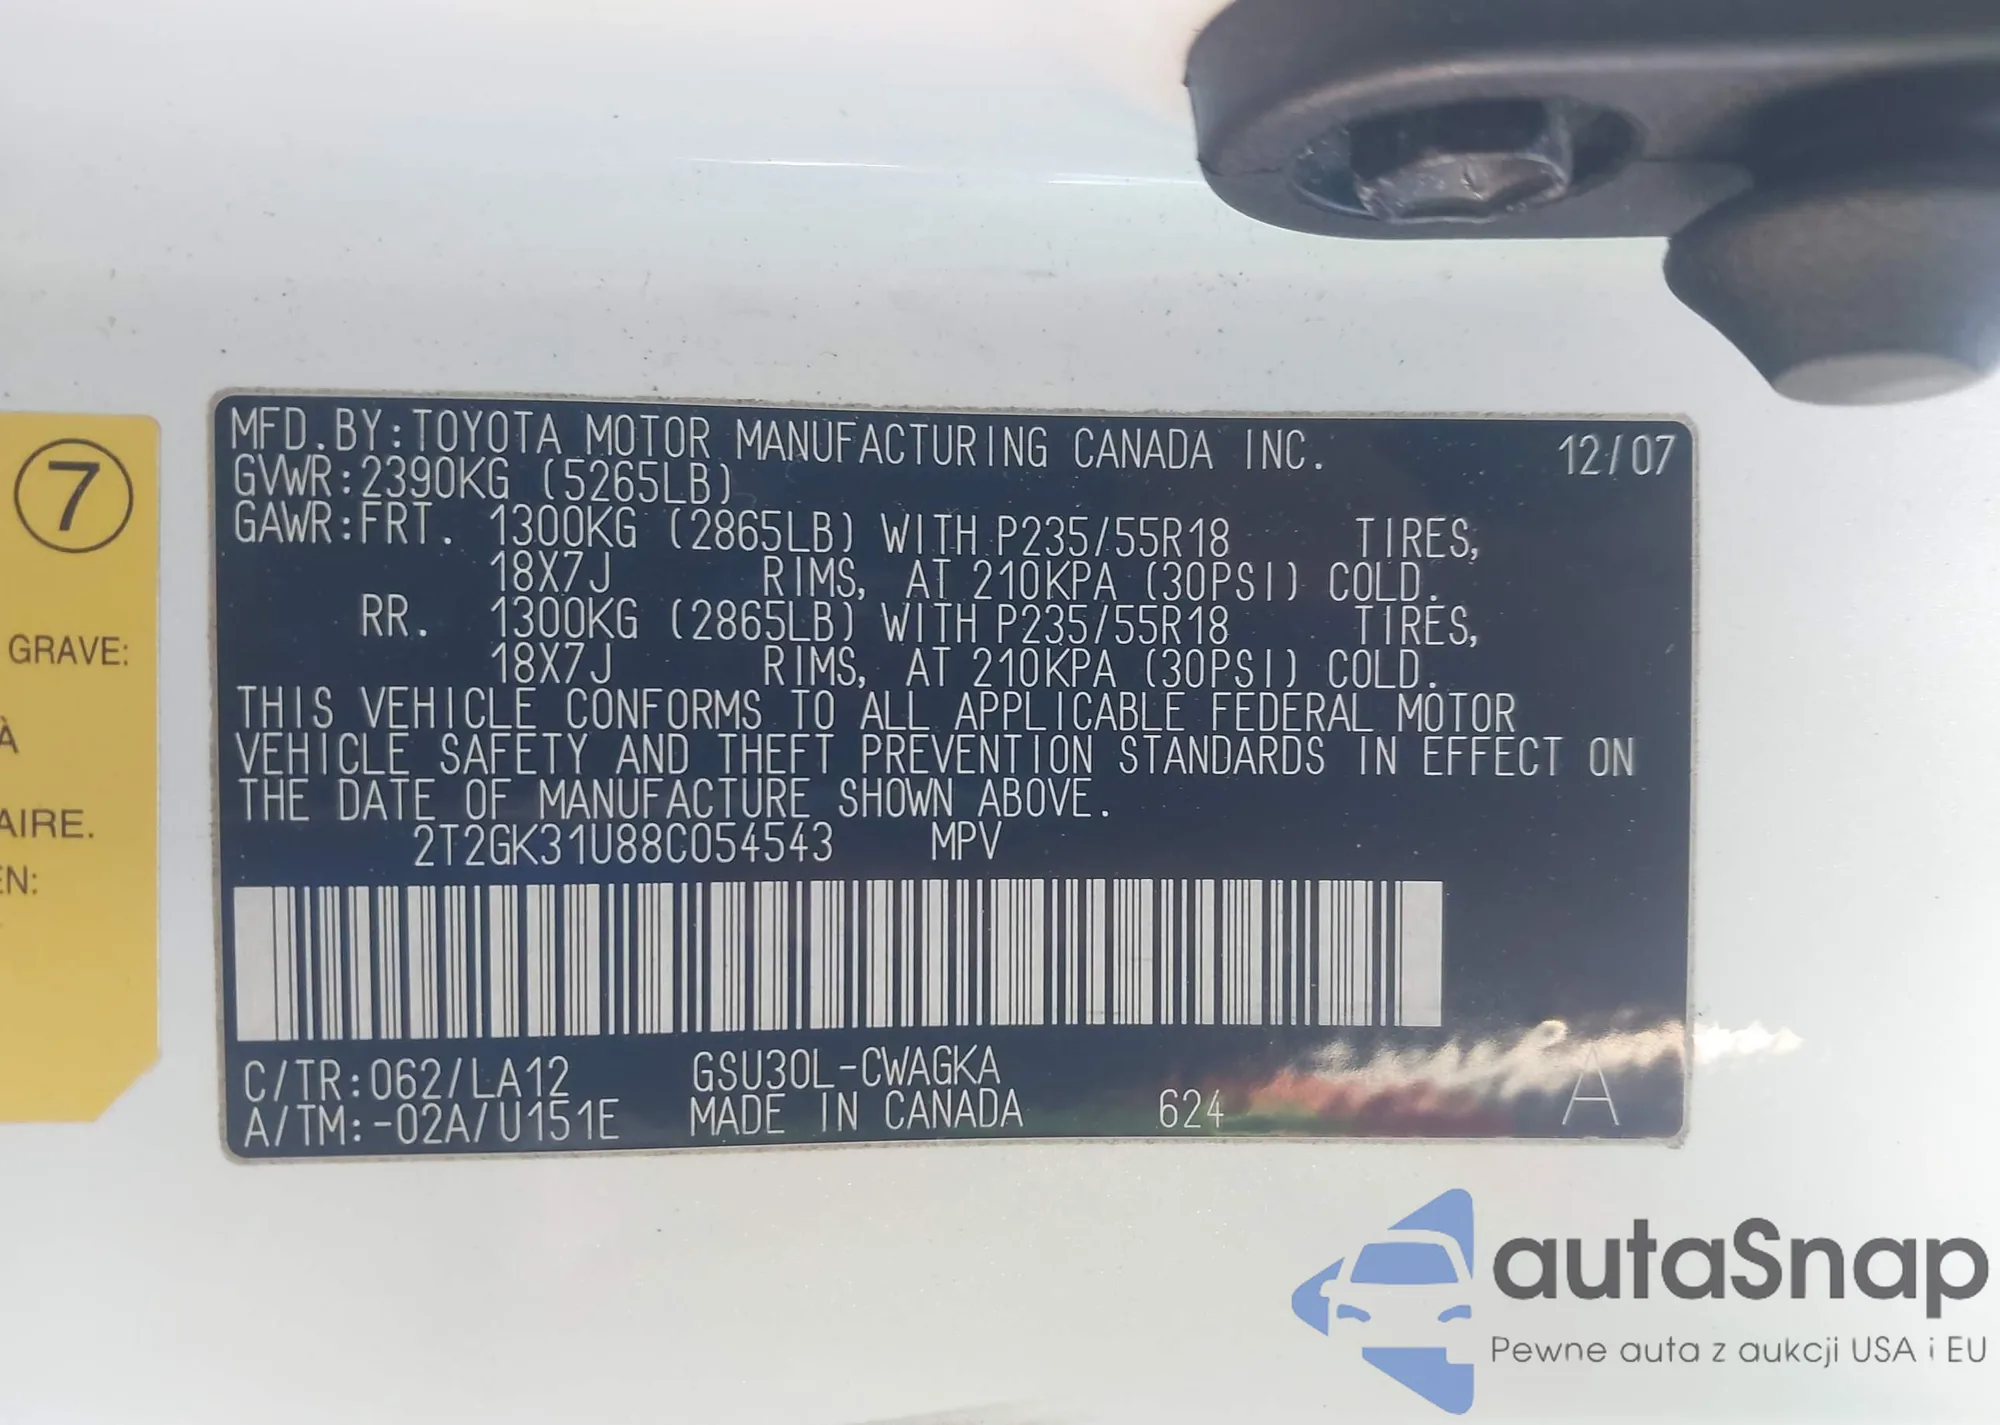 MFD.BY:TOYOTA MOTOR MANUFACTURING CANADA INC. 12/07
GVWR:2390KG (5265LB)
GAWR:FRT. 1300KG (2865LB) WITH P235/55R18 TIRES,
18X7J RIMS, AT 210KPA (30PSI) COLD.
RR. 1300KG (2865LB) WITH P235/55R18 TIRES,
18X7J RIMS, AT 210KPA (30PSI) COLD.
THIS VEHICLE CONFORMS TO ALL APPLICABLE FEDERAL MOTOR
VEHICLE SAFETY AND THEFT PREVENTION STANDARDS IN EFFECT ON
THE DATE OF MANUFACTURE SHOWN ABOVE.
2T2GK31U88C054543 MPV
C/TR:062/LA12 GSU30L-CWAGKA
A/TM:-02A/U151E MADE IN CANADA 624 A
7
GRAVE:
À
AIRE.
EN:
autaSnap
Pewne auta z aukcji USA i EU